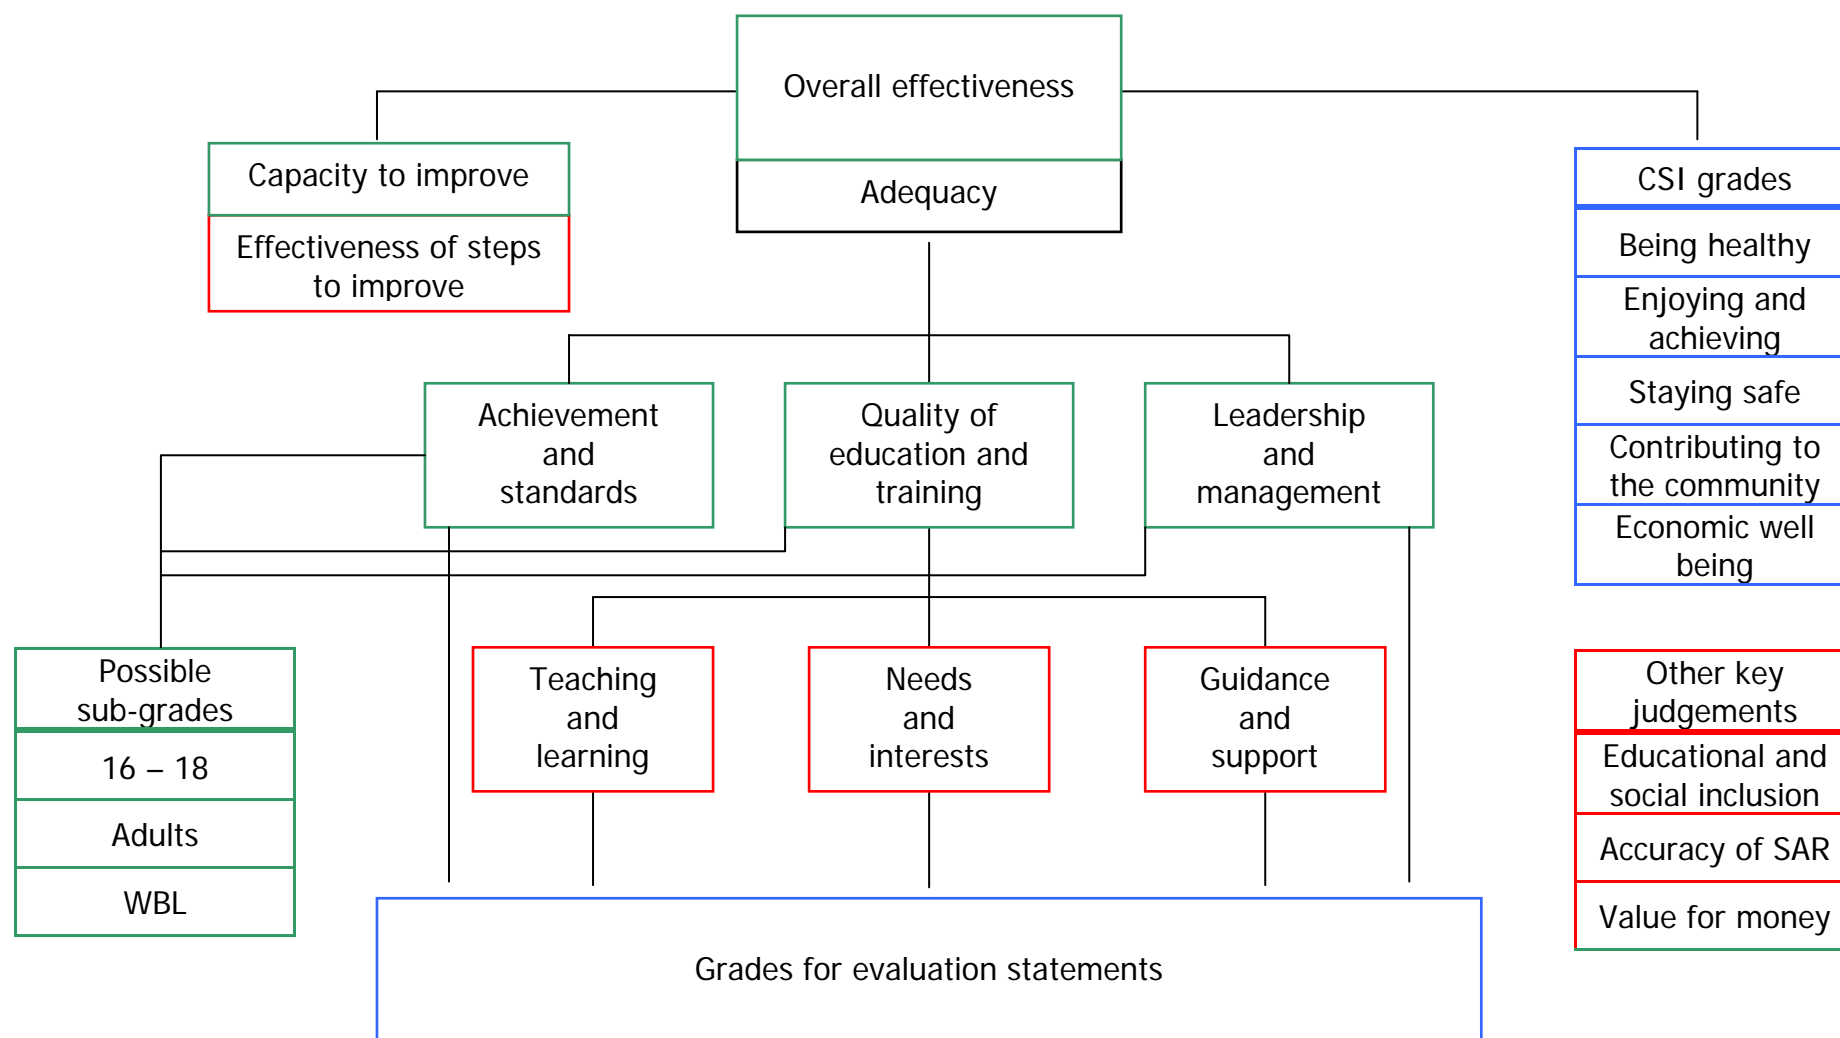 Overall effectiveness
Adequacy
Capacity to improve
Effectiveness of steps
to improve
CSI grades
Being healthy
Enjoying and
achieving
Staying safe
Contributing to
the community
Economic well
being
Achievement
and
standards
Quality of
education and
training
Leadership
and
management
Possible
sub-grades
16 – 18
Adults
WBL
Teaching
and
learning
Needs
and
interests
Guidance
and
support
Other key
judgements
Educational and
social inclusion
Accuracy of SAR
Value for money
Grades for evaluation statements